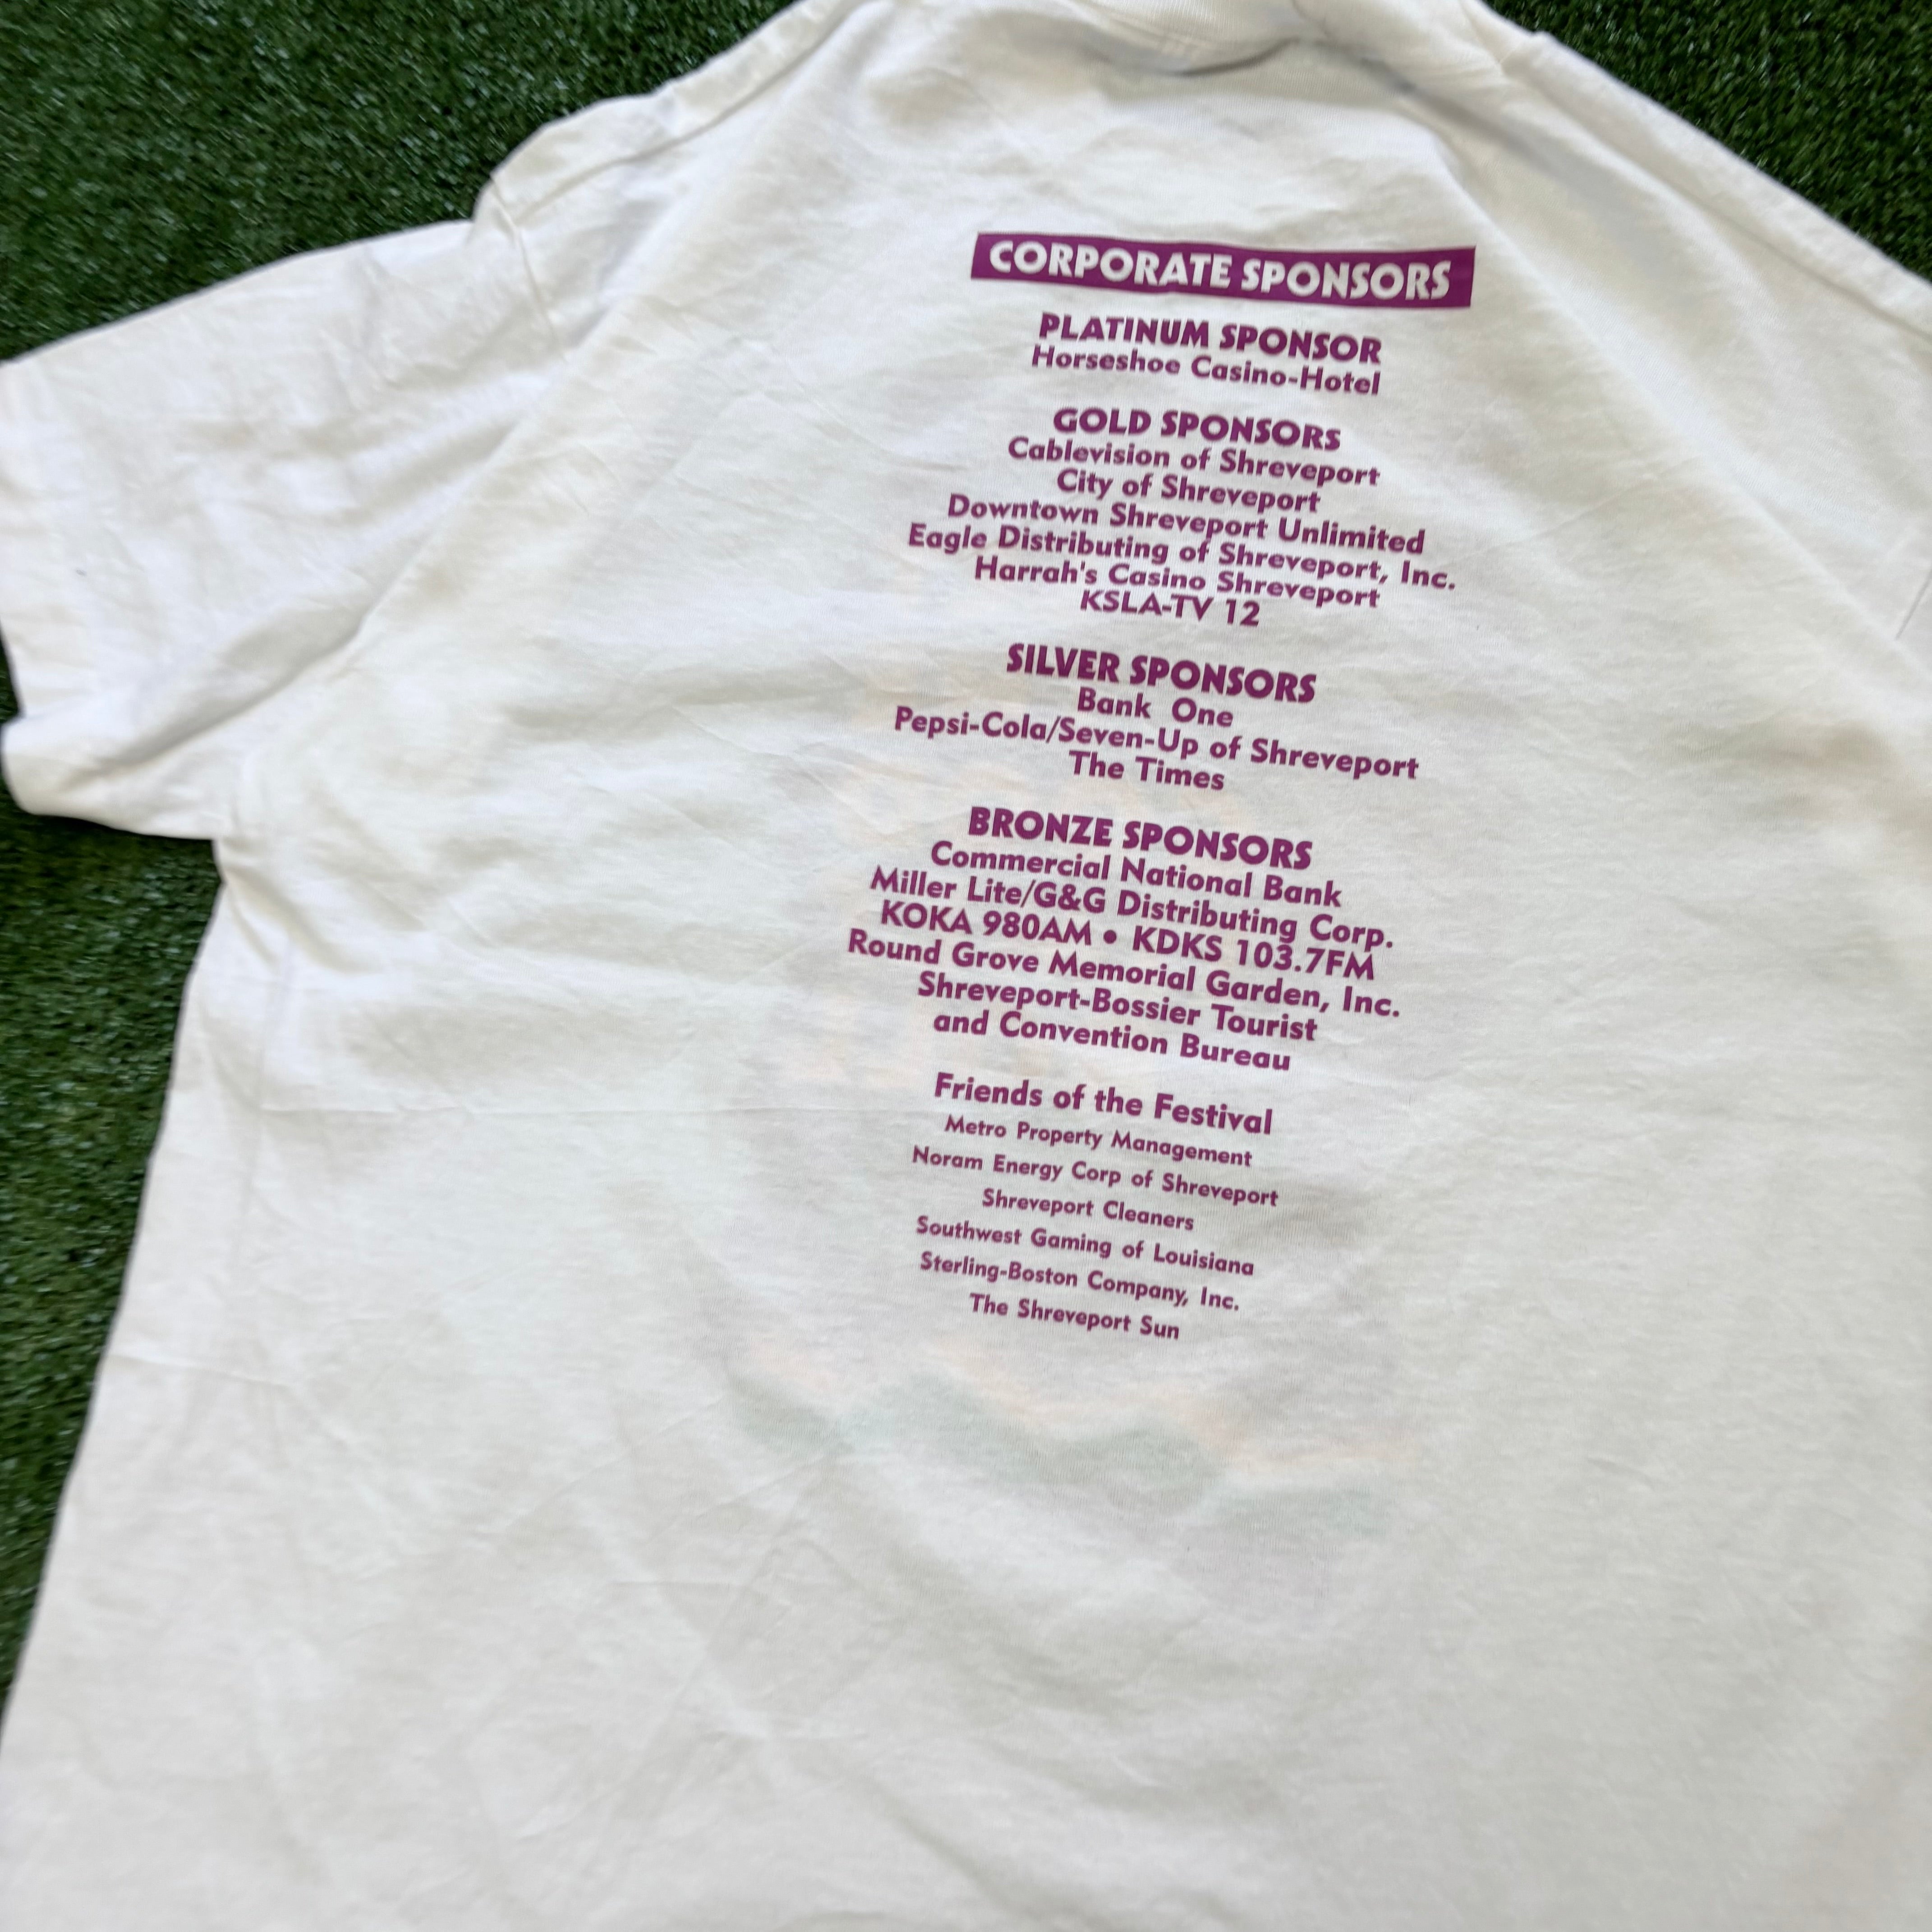 CORPORATE SPONSORS
PLATINUM SPONSOR
Horseshoe Casino-Hotel
GOLD SPONSORS
Cablevision of Shreveport
City of Shreveport
Downtown Shreveport Unlimited
Eagle Distributing of Shreveport, Inc.
Harrah's Casino Shreveport
KSLA-TV 12
SILVER SPONSORS
Bank One
Pepsi-Cola/Seven-Up of Shreveport
The Times
BRONZE SPONSORS
Commercial National Bank
Miller Lite/G&G Distributing Corp.
KOKA 980AM • KDKS 103.7FM
Round Grove Memorial Garden, Inc.
Shreveport-Bossier Tourist
and Convention Bureau
Friends of the Festival
Metro Property Management
Noram Energy Corp of Shreveport
Shreveport Cleaners
Southwest Gaming of Louisiana
Sterling-Boston Company, Inc.
The Shreveport Sun